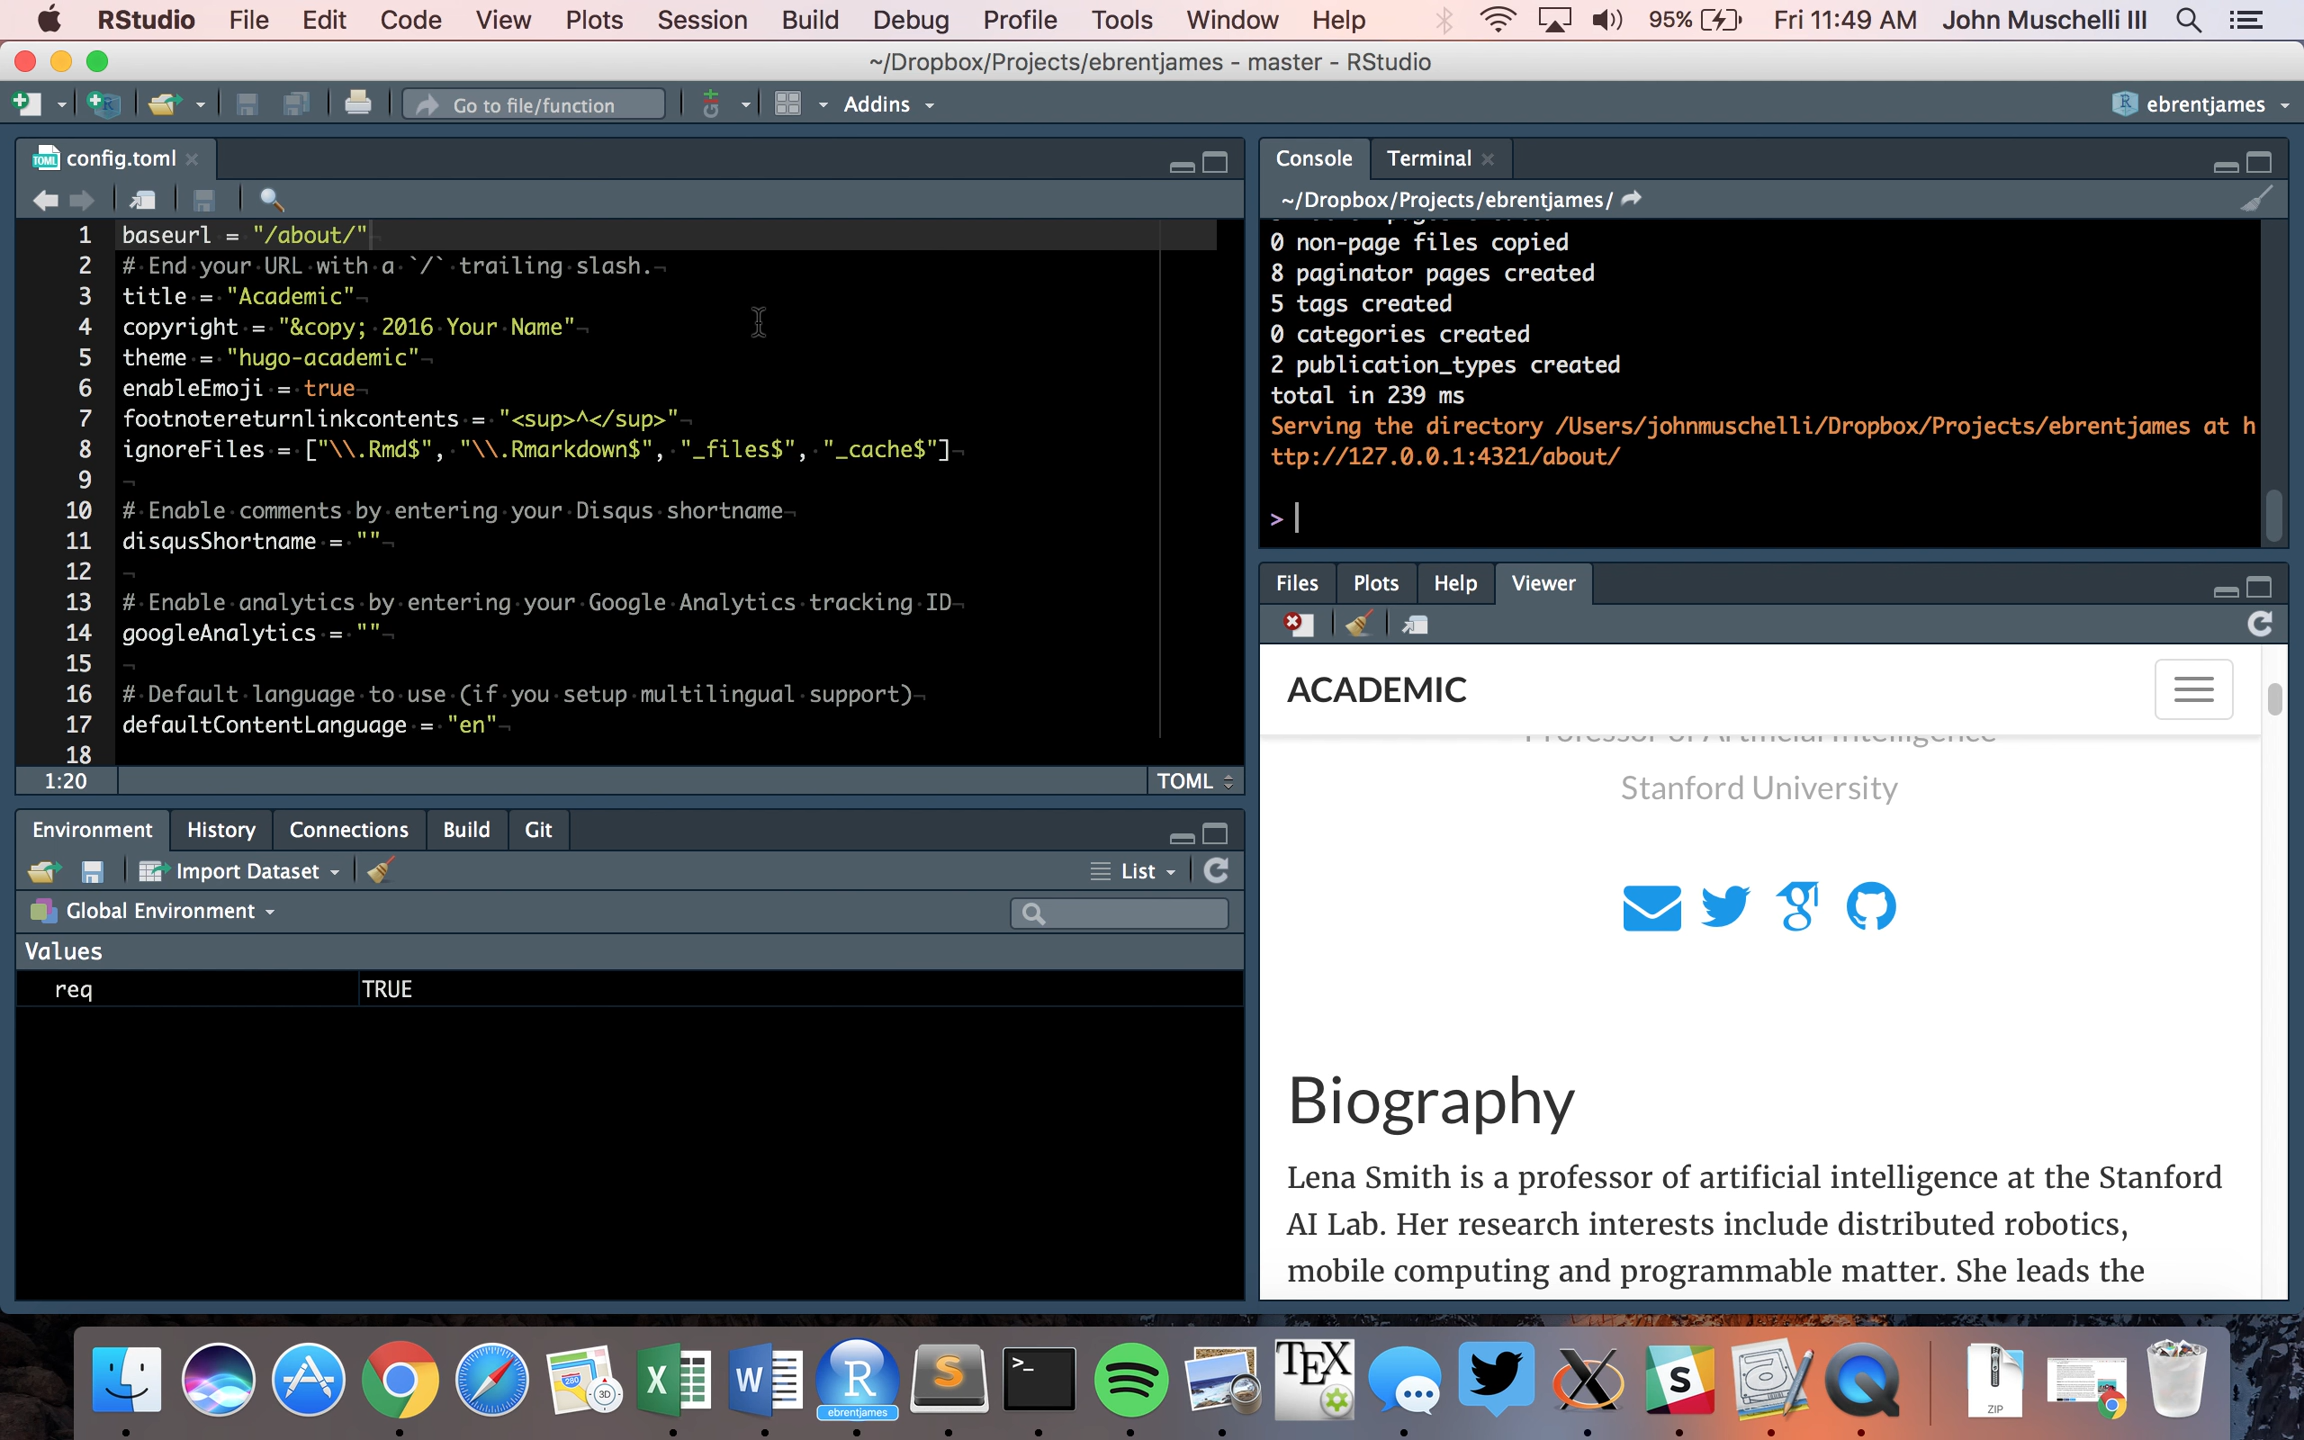 RStudio File Edit Code View Plots Session Build Debug Profile Tools Window Help 95% Fri 11:49 AM John Muschelli III
~/Dropbox/Projects/ebrentjames - master - RStudio
Go to file/function Addins ebrentjames
TOML config.toml
1 baseurl = "/about/"
2 # End your URL with a `/` trailing slash.
3 title = "Academic"
4 copyright = "&copy; 2016 Your Name"
5 theme = "hugo-academic"
6 enableEmoji = true
7 footnotereturnlinkcontents = "<sup>^</sup>"
8 ignoreFiles = ["\\.Rmd$", "\\.Rmarkdown$", "_files$", "_cache$"]
9
10 # Enable comments by entering your Disqus shortname
11 disqusShortname = ""
12
13 # Enable analytics by entering your Google Analytics tracking ID
14 googleAnalytics = ""
15
16 # Default language to use (if you setup multilingual support)
17 defaultContentLanguage = "en"
18
1:20 TOML
Console Terminal
~/Dropbox/Projects/ebrentjames/
0 non-page files copied
8 paginator pages created
5 tags created
0 categories created
2 publication_types created
total in 239 ms
Serving the directory /Users/johnmuschelli/Dropbox/Projects/ebrentjames at h
ttp://127.0.0.1:4321/about/
>
Environment History Connections Build Git
Import Dataset List
Global Environment
Values
req TRUE
Files Plots Help Viewer
ACADEMIC
Professor of Artificial Intelligence
Stanford University
Biography
Lena Smith is a professor of artificial intelligence at the Stanford
AI Lab. Her research interests include distributed robotics,
mobile computing and programmable matter. She leads the
280 3D X W R ebrentjames S >_ TEX X S ZIP